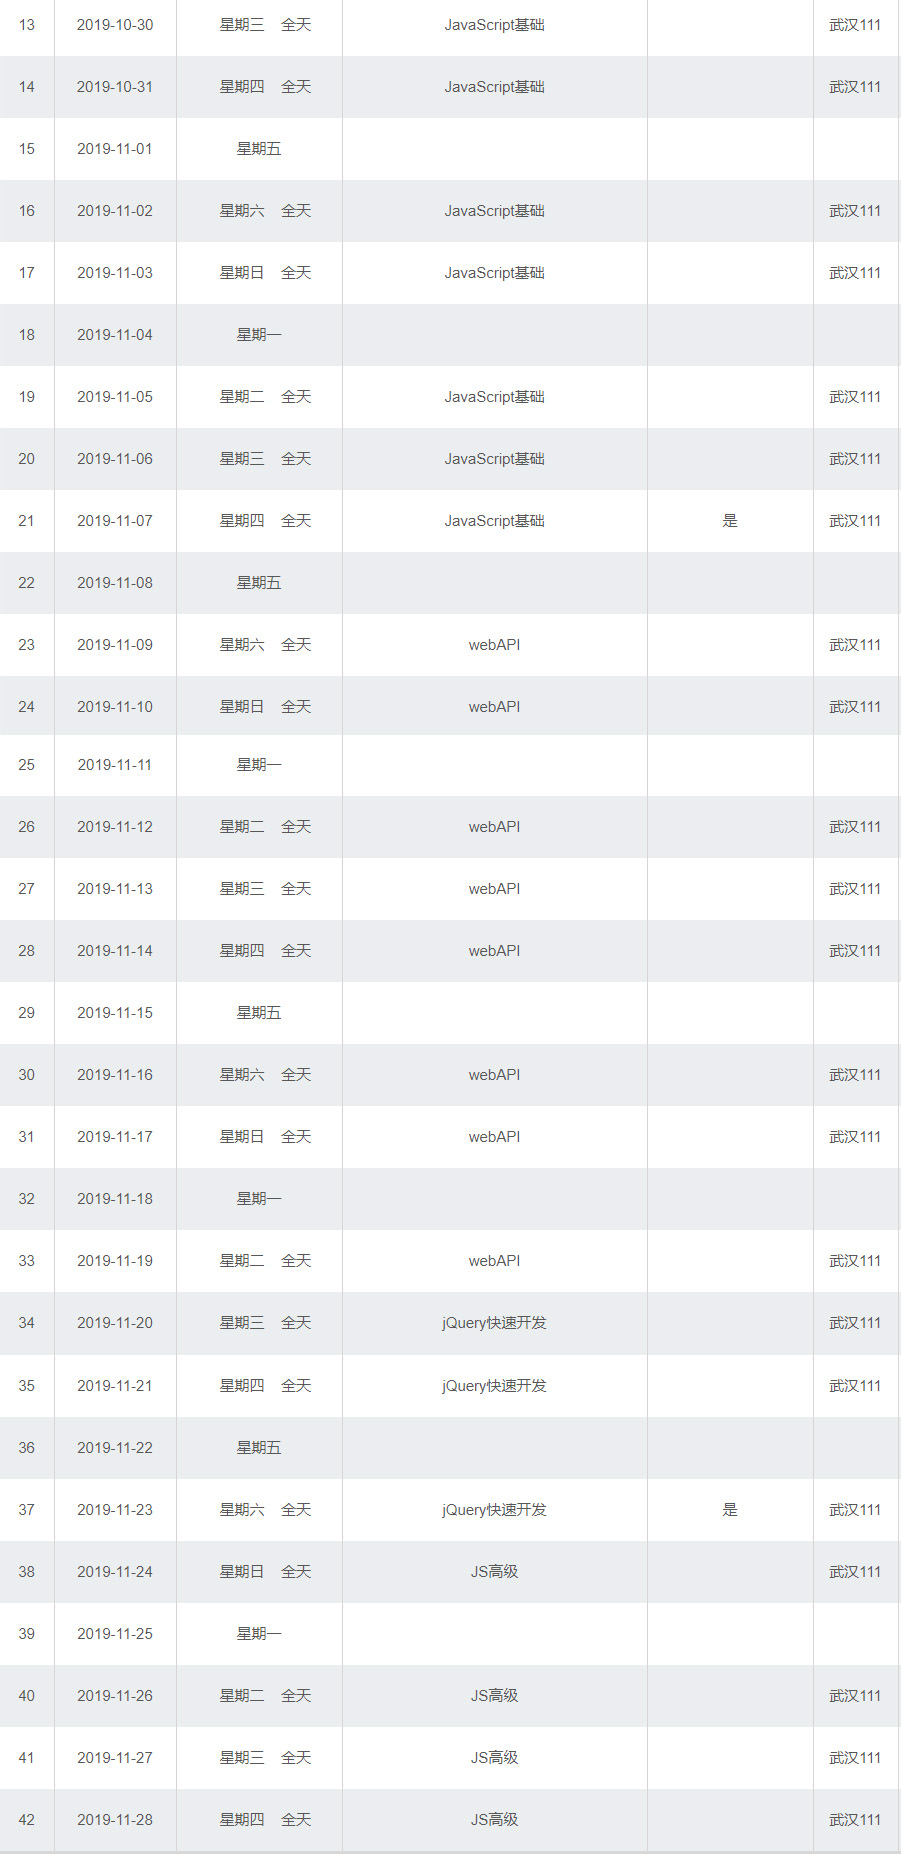 13 2019-10-30 星期三 全天 JavaScript基础 武汉111
14 2019-10-31 星期四 全天 JavaScript基础 武汉111
15 2019-11-01 星期五
16 2019-11-02 星期六 全天 JavaScript基础 武汉111
17 2019-11-03 星期日 全天 JavaScript基础 武汉111
18 2019-11-04 星期一
19 2019-11-05 星期二 全天 JavaScript基础 武汉111
20 2019-11-06 星期三 全天 JavaScript基础 武汉111
21 2019-11-07 星期四 全天 JavaScript基础 是 武汉111
22 2019-11-08 星期五
23 2019-11-09 星期六 全天 webAPI 武汉111
24 2019-11-10 星期日 全天 webAPI 武汉111
25 2019-11-11 星期一
26 2019-11-12 星期二 全天 webAPI 武汉111
27 2019-11-13 星期三 全天 webAPI 武汉111
28 2019-11-14 星期四 全天 webAPI 武汉111
29 2019-11-15 星期五
30 2019-11-16 星期六 全天 webAPI 武汉111
31 2019-11-17 星期日 全天 webAPI 武汉111
32 2019-11-18 星期一
33 2019-11-19 星期二 全天 webAPI 武汉111
34 2019-11-20 星期三 全天 jQuery快速开发 武汉111
35 2019-11-21 星期四 全天 jQuery快速开发 武汉111
36 2019-11-22 星期五
37 2019-11-23 星期六 全天 jQuery快速开发 是 武汉111
38 2019-11-24 星期日 全天 JS高级 武汉111
39 2019-11-25 星期一
40 2019-11-26 星期二 全天 JS高级 武汉111
41 2019-11-27 星期三 全天 JS高级 武汉111
42 2019-11-28 星期四 全天 JS高级 武汉111